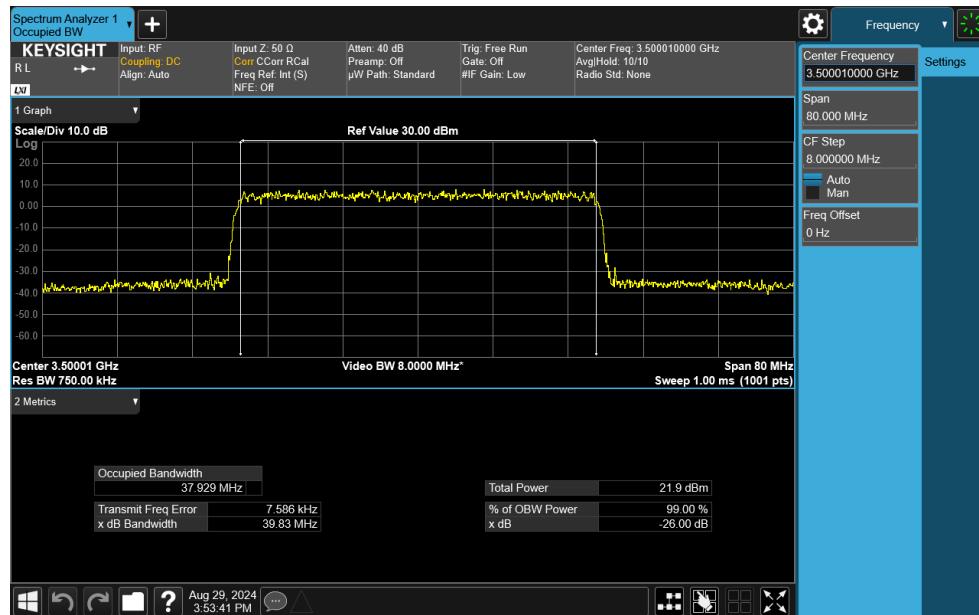 Spectrum Analyzer 1
Occupied BW
Frequency
KEYSIGHT
R L
LXI
Input: RF
Coupling: DC
Align: Auto
Input Z: 50 Ω
Corr CCorr RCal
Freq Ref: Int (S)
NFE: Off
Atten: 40 dB
Preamp: Off
µW Path: Standard
Trig: Free Run
Gate: Off
#IF Gain: Low
Center Freq: 3.500010000 GHz
Avg|Hold: 10/10
Radio Std: None
Center Frequency
3.500010000 GHz
Settings
Span
80.000 MHz
CF Step
8.000000 MHz
Auto
Man
Freq Offset
0 Hz
1 Graph
Scale/Div 10.0 dB
Ref Value 30.00 dBm
Log
20.0
10.0
0.00
-10.0
-20.0
-30.0
-40.0
-50.0
-60.0
Center 3.50001 GHz
Video BW 8.0000 MHz*
Span 80 MHz
Res BW 750.00 kHz
Sweep 1.00 ms (1001 pts)
2 Metrics
Occupied Bandwidth
37.929 MHz
Total Power 21.9 dBm
Transmit Freq Error 7.586 kHz
% of OBW Power 99.00 %
x dB Bandwidth 39.83 MHz
x dB -26.00 dB
Aug 29, 2024
3:53:41 PM